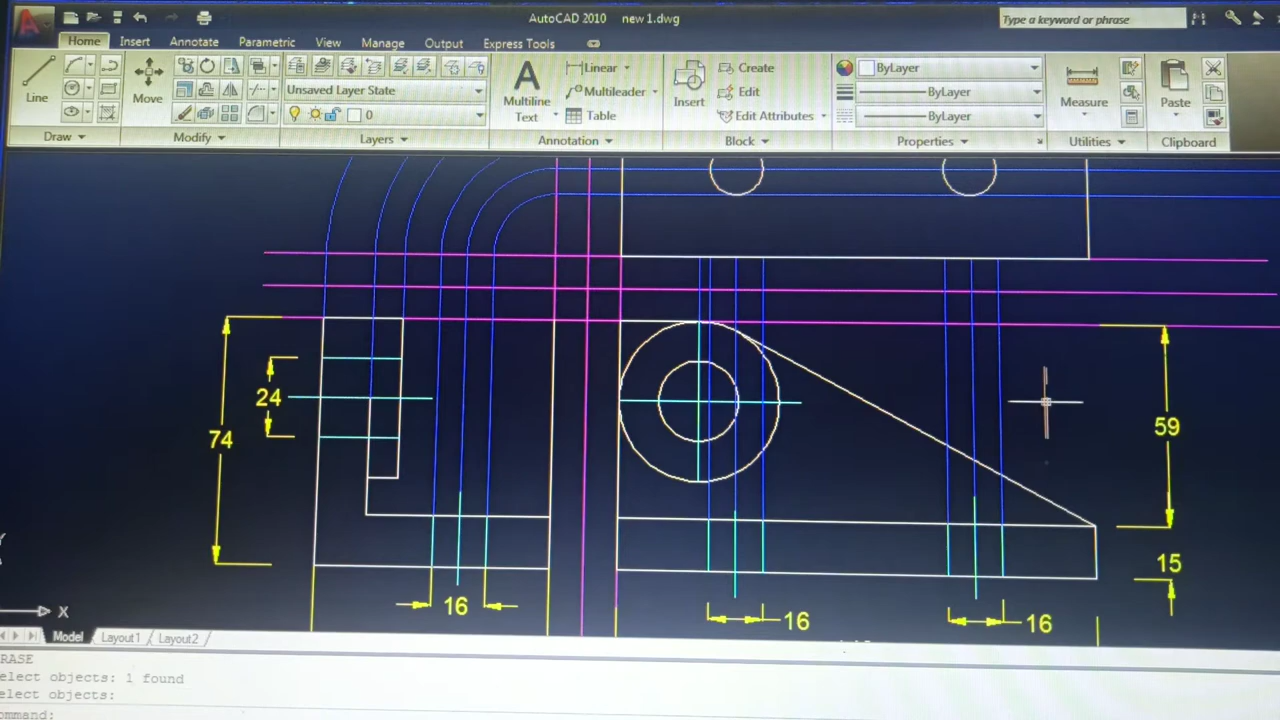 AutoCAD 2010 new 1.dwg
Type a keyword or phrase
Home Insert Annotate Parametric View Manage Output Express Tools
Line
Move
Unsaved Layer State
0
Multiline
Text
Linear
Multileader
Table
Insert
Create
Edit
Edit Attributes
ByLayer
ByLayer
ByLayer
Measure
Paste
Draw Modify Layers Annotation Block Properties Utilities Clipboard
24
74
59
15
16
16
16
X
Model Layout1 Layout2
RASE
elect objects: 1 found
elect objects:
ommand: